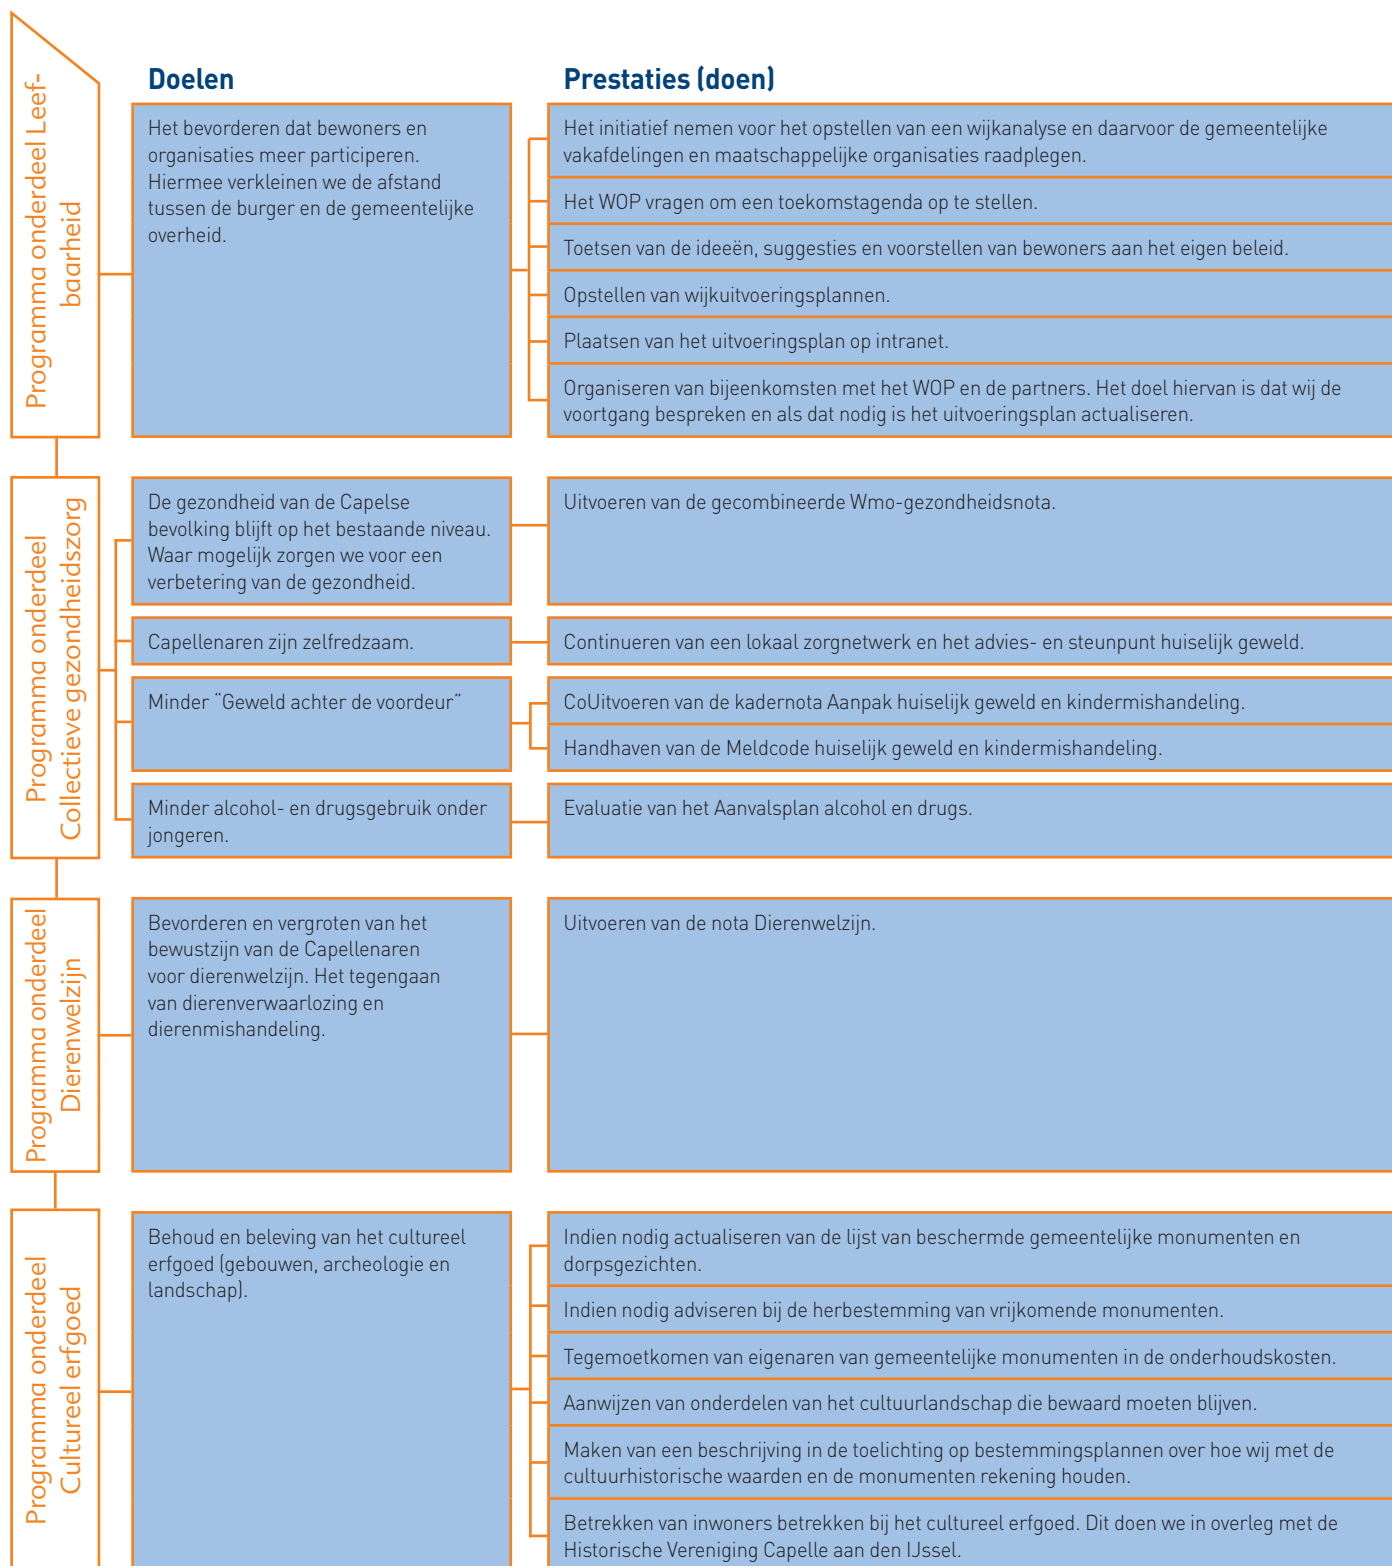 Doelen
Prestaties (doen)
Programma onderdeel Leef-
baarheid
Het bevorderen dat bewoners en
organisaties meer participeren.
Hiermee verkleinen we de afstand
tussen de burger en de gemeentelijke
overheid.
Het initiatief nemen voor het opstellen van een wijkanalyse en daarvoor de gemeentelijke
vakafdelingen en maatschappelijke organisaties raadplegen.
Het WOP vragen om een toekomstagenda op te stellen.
Toetsen van de ideeën, suggesties en voorstellen van bewoners aan het eigen beleid.
Opstellen van wijkuitvoeringsplannen.
Plaatsen van het uitvoeringsplan op intranet.
Organiseren van bijeenkomsten met het WOP en de partners. Het doel hiervan is dat wij de
voortgang bespreken en als dat nodig is het uitvoeringsplan actualiseren.
Programma onderdeel
Collectieve gezondheidszorg
De gezondheid van de Capelse
bevolking blijft op het bestaande niveau.
Waar mogelijk zorgen we voor een
verbetering van de gezondheid.
Uitvoeren van de gecombineerde Wmo-gezondheidsnota.
Capellenaren zijn zelfredzaam.
Continueren van een lokaal zorgnetwerk en het advies- en steunpunt huiselijk geweld.
Minder “Geweld achter de voordeur”
CoUitvoeren van de kadernota Aanpak huiselijk geweld en kindermishandeling.
Handhaven van de Meldcode huiselijk geweld en kindermishandeling.
Minder alcohol- en drugsgebruik onder
jongeren.
Evaluatie van het Aanvalsplan alcohol en drugs.
Programma onderdeel
Dierenwelzijn
Bevorderen en vergroten van het
bewustzijn van de Capellenaren
voor dierenwelzijn. Het tegengaan
van dierenverwaarlozing en
dierenmishandeling.
Uitvoeren van de nota Dierenwelzijn.
Programma onderdeel
Cultureel erfgoed
Behoud en beleving van het cultureel
erfgoed (gebouwen, archeologie en
landschap).
Indien nodig actualiseren van de lijst van beschermde gemeentelijke monumenten en
dorpsgezichten.
Indien nodig adviseren bij de herbestemming van vrijkomende monumenten.
Tegemoetkomen van eigenaren van gemeentelijke monumenten in de onderhoudskosten.
Aanwijzen van onderdelen van het cultuurlandschap die bewaard moeten blijven.
Maken van een beschrijving in de toelichting op bestemmingsplannen over hoe wij met de
cultuurhistorische waarden en de monumenten rekening houden.
Betrekken van inwoners betrekken bij het cultureel erfgoed. Dit doen we in overleg met de
Historische Vereniging Capelle aan den IJssel.